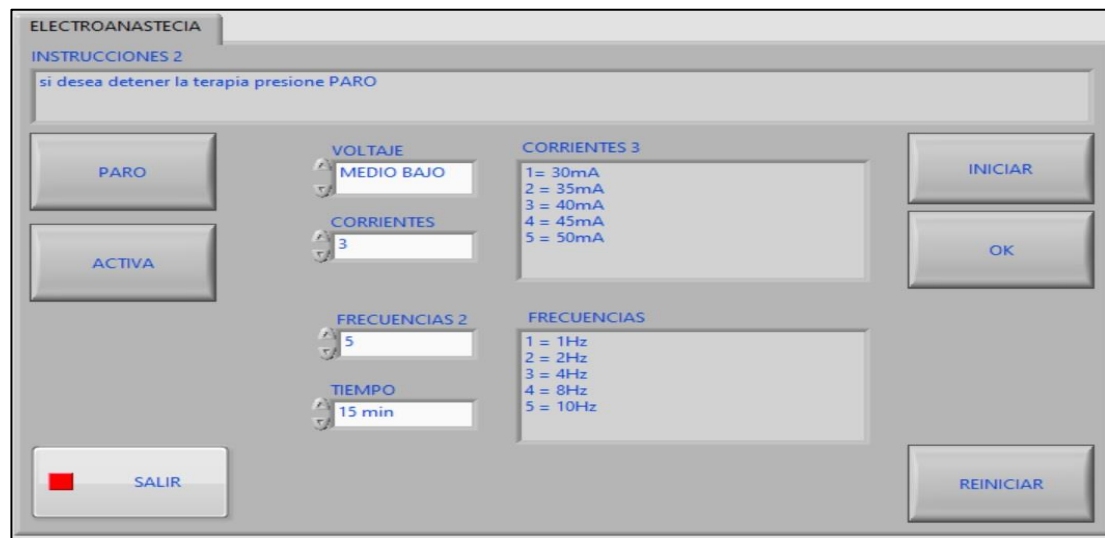 ELECTROANASTECIA
INSTRUCCIONES 2
si desea detener la terapia presione PARO
PARO
ACTIVA
VOLTAJE
MEDIO BAJO
CORRIENTES
3
CORRIENTES 3
1= 30mA
2 = 35mA
3 = 40mA
4 = 45mA
5 = 50mA
INICIAR
OK
FRECUENCIAS 2
5
TIEMPO
15 min
FRECUENCIAS
1 = 1Hz
2 = 2Hz
3 = 4Hz
4 = 8Hz
5 = 10Hz
SALIR
REINICIAR